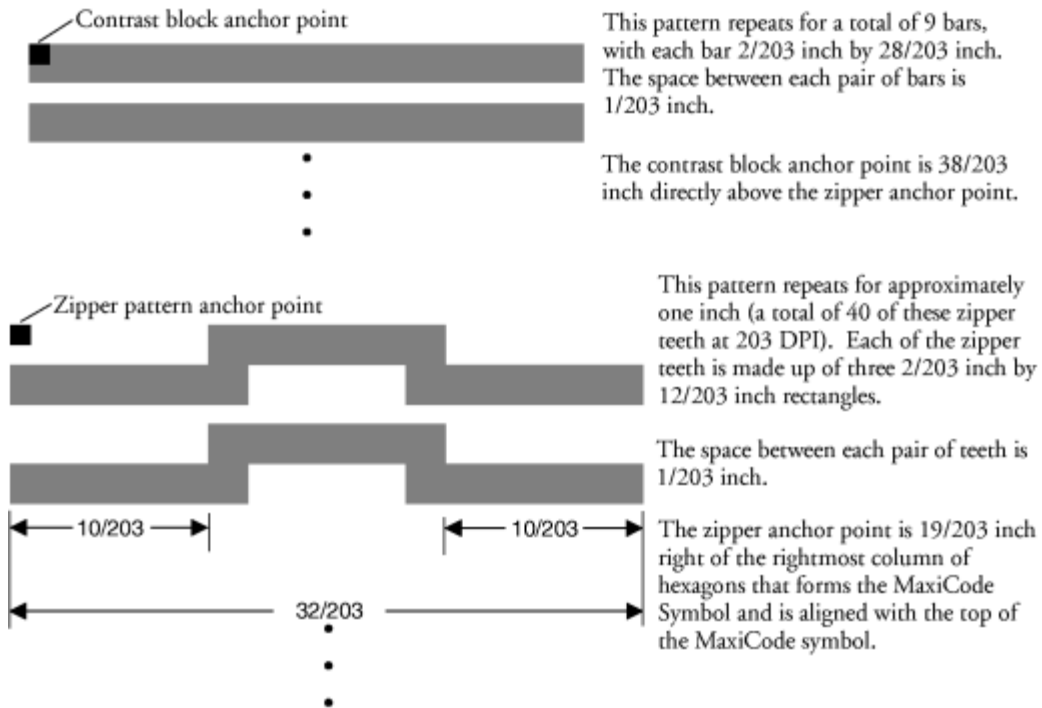 Contrast block anchor point
This pattern repeats for a total of 9 bars,
with each bar 2/203 inch by 28/203 inch.
The space between each pair of bars is
1/203 inch.
The contrast block anchor point is 38/203
inch directly above the zipper anchor point.
Zipper pattern anchor point
This pattern repeats for approximately
one inch (a total of 40 of these zipper
teeth at 203 DPI). Each of the zipper
teeth is made up of three 2/203 inch by
12/203 inch rectangles.
The space between each pair of teeth is
1/203 inch.
10/203
10/203
The zipper anchor point is 19/203 inch
right of the rightmost column of
hexagons that forms the MaxiCode
Symbol and is aligned with the top of
the MaxiCode symbol.
32/203